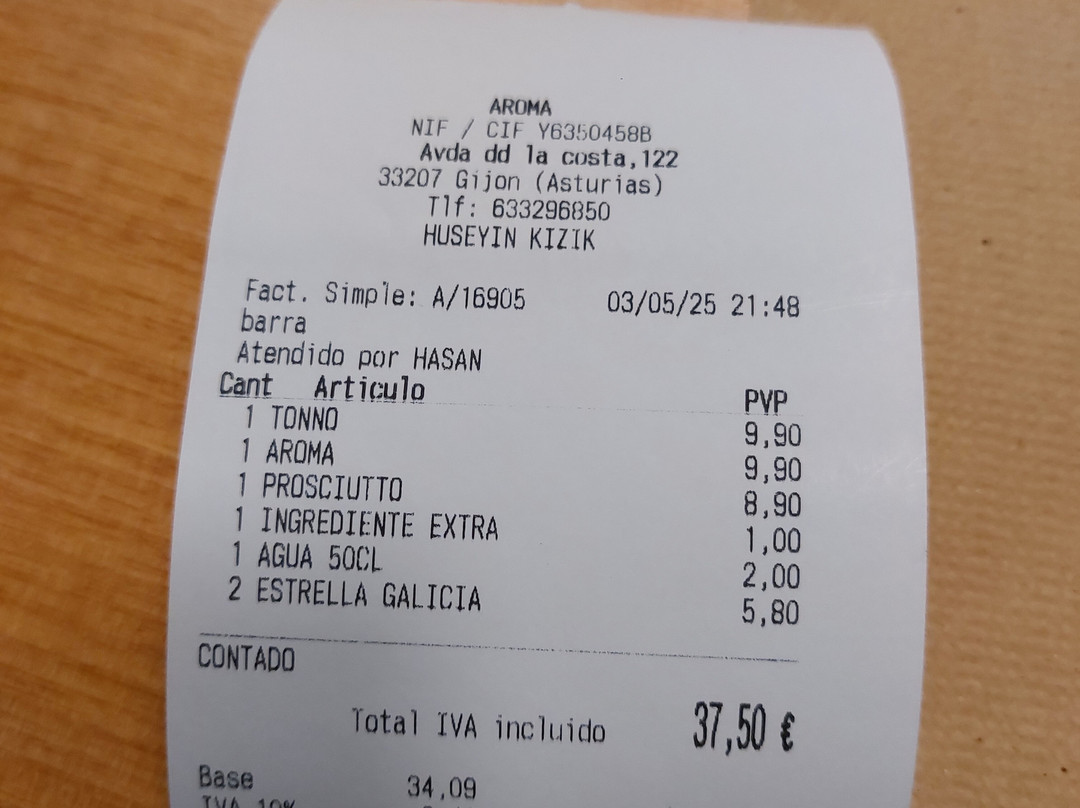 AROMA
NIF / CIF Y6350458B
Avda dd la costa,122
33207 Gijon (Asturias)
Tlf: 633296850
HUSEYIN KIZIK
Fact. Simple: A/16905 03/05/25 21:48
barra
Atendido por HASAN
Cant Articulo PVP
1 TONNO 9,90
1 AROMA 9,90
1 PROSCIUTTO 8,90
1 INGREDIENTE EXTRA 1,00
1 AGUA 50CL 2,00
2 ESTRELLA GALICIA 5,80
CONTADO
Total IVA incluido 37,50 €
Base 34,09
IVA 10%